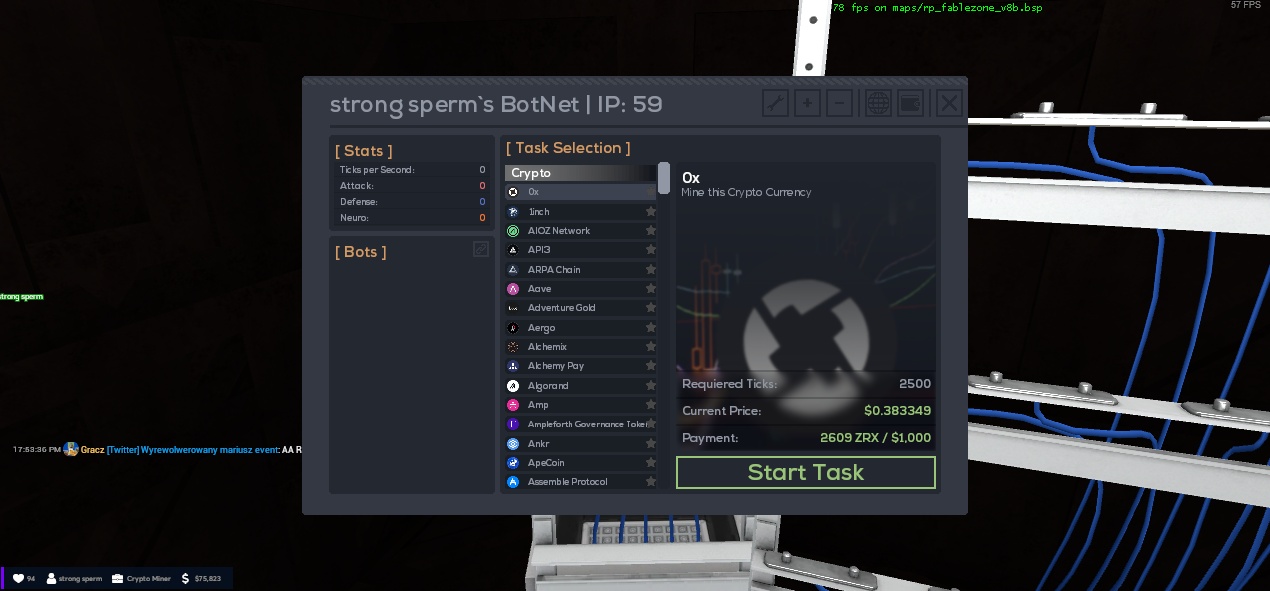 78 fps on maps/rp_fablezone_v8b.bsp
57 FPS
strong sperm`s BotNet | IP: 59
[ Stats ]
Ticks per Second: 0
Attack: 0
Defense: 0
Neuro: 0
[ Bots ]
[ Task Selection ]
Crypto
0x
1inch
AIOZ Network
API3
ARPA Chain
Aave
Adventure Gold
Aergo
Alchemix
Alchemy Pay
Algorand
Amp
Ampleforth Governance Token
Ankr
ApeCoin
Assemble Protocol
0x
Mine this Crypto Currency
Requiered Ticks: 2500
Current Price: $0.383349
Payment: 2609 ZRX / $1,000
Start Task
strong sperm
17:53:36 PM Gracz [Twitter] Wyrewolwerowany mariusz event: AA R
94 strong sperm Crypto Miner $ $75,823